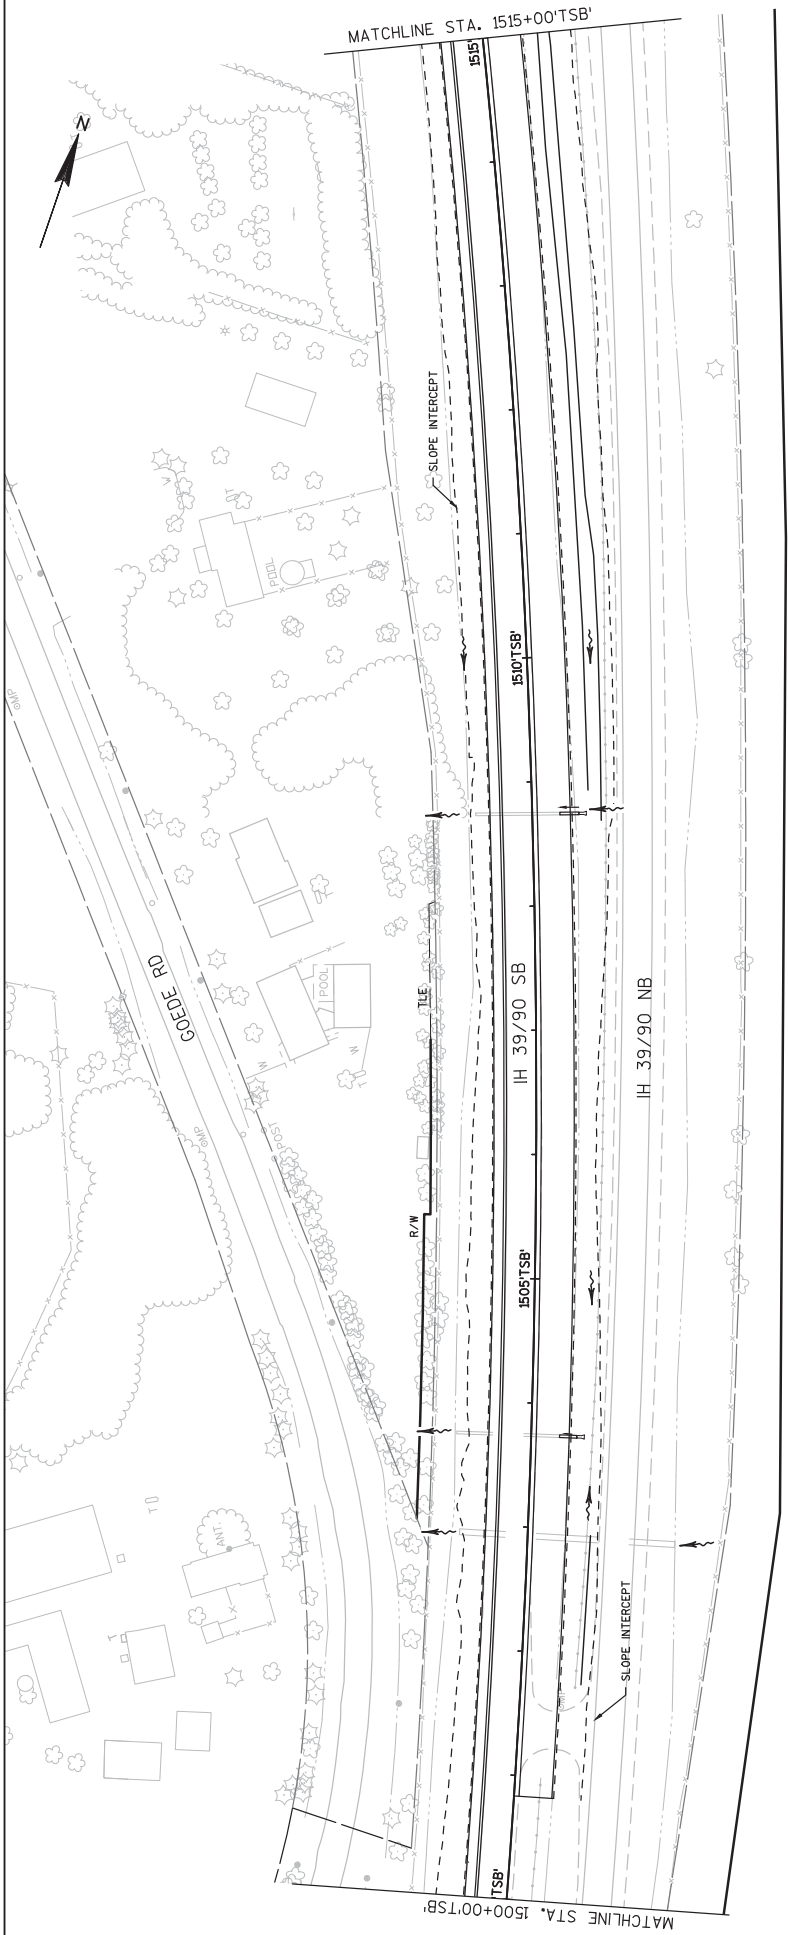 MATCHLINE STA. 1515+00'TSB'
1515'
N
SLOPE INTERCEPT
POOL
1510'TSB'
GOEDE RD
POOL
TLE
IH 39/90 SB
IH 39/90 NB
W
W
POST
R/W
1505'TSB'
ANT.
T
SLOPE INTERCEPT
'TSB'
MATCHLINE STA. 1500+00'TSB'